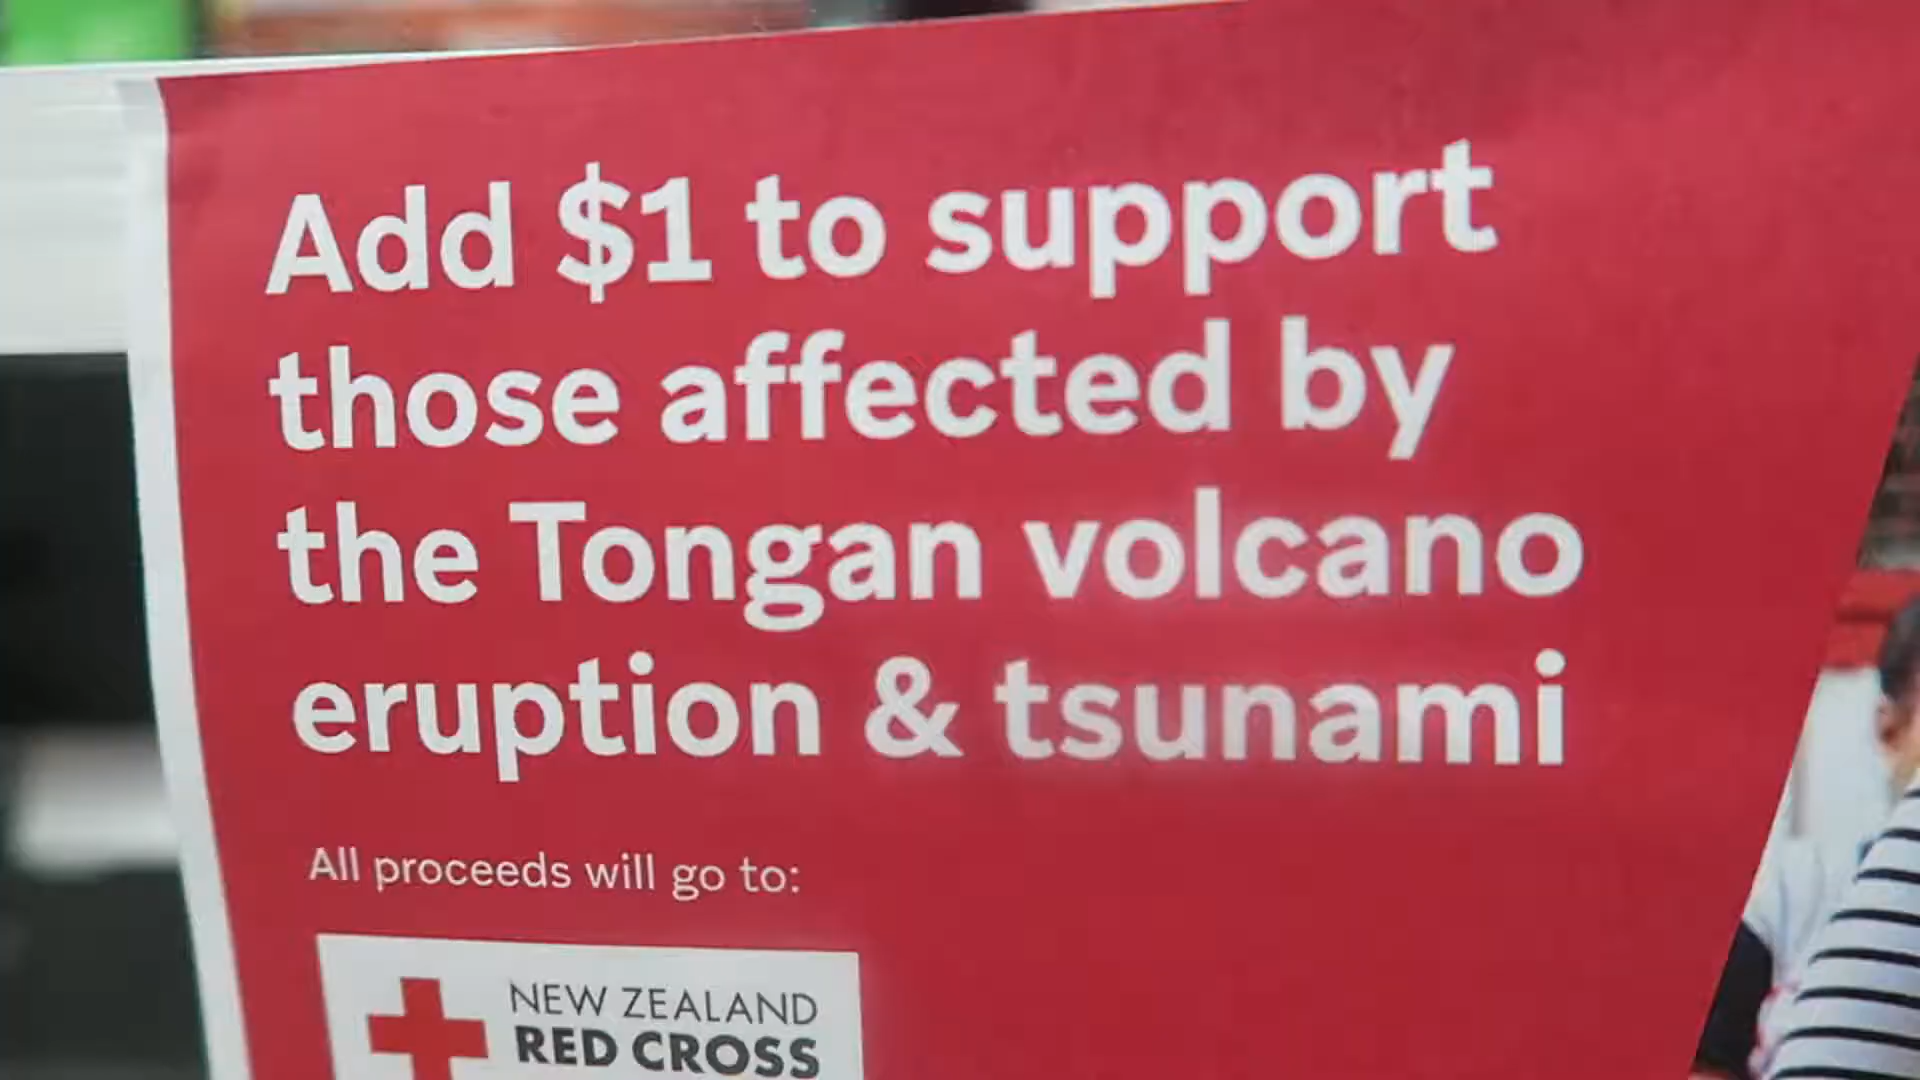 Add $1 to support
those affected by
the Tongan volcano
eruption & tsunami
All proceeds will go to:
NEW ZEALAND
RED CROSS